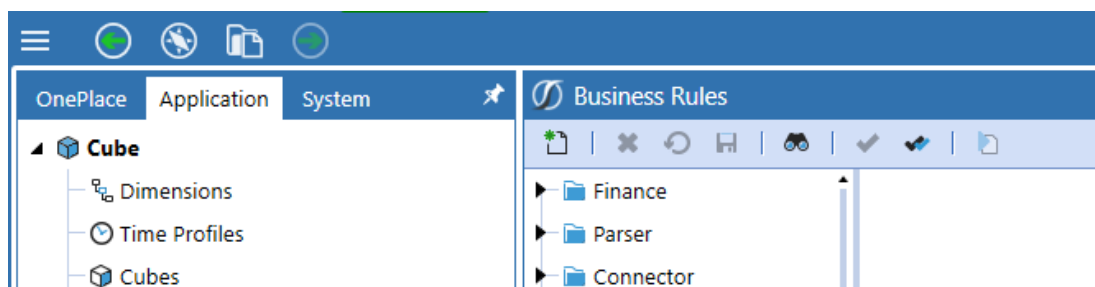 OnePlace Application System
Cube
Dimensions
Time Profiles
Cubes
Business Rules
Finance
Parser
Connector